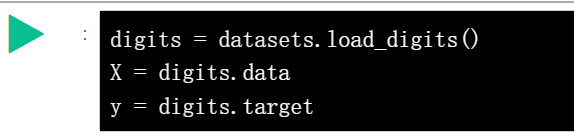 :
digits = datasets.load_digits()
X = digits.data
y = digits.target